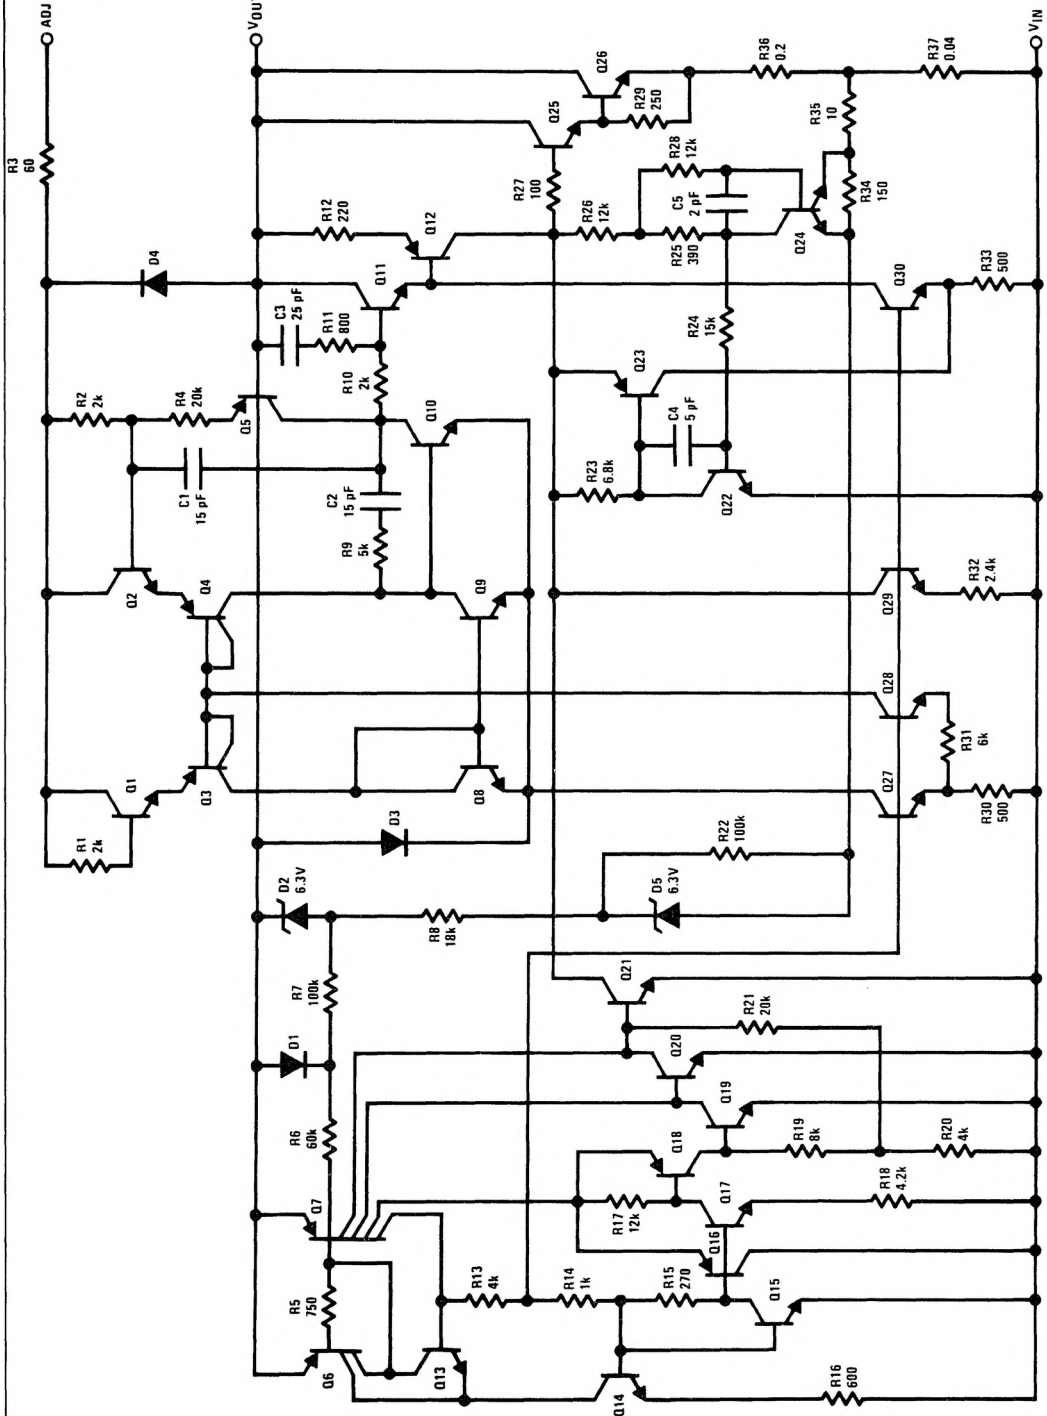 ADJ
R3
60
VOUT
VIN
D4
R2
2k
R4
20k
Q5
C1
15 pF
Q2
Q4
Q1
Q3
R1
2k
C3
25 pF
R11
800
R10
2k
Q11
R12
220
Q12
C2
15 pF
R9
5k
Q10
Q9
Q8
D3
D2
6.3V
R7
100k
D1
R6
60k
Q7
R5
750
Q6
Q13
R8
18k
Q26
Q25
R29
250
R36
0.2
R37
0.04
R35
10
R34
150
R27
100
R28
12k
C5
2 pF
R26
12k
R25
390
Q24
R24
15k
Q23
C4
5 pF
R23
6.8k
Q22
Q30
R33
500
Q29
R32
2.4k
Q28
R31
6k
Q27
R30
500
R22
100k
D5
6.3V
Q21
R21
20k
Q20
Q19
Q18
R19
8k
R20
4k
R17
12k
Q17
R18
4.2k
Q16
R13
4k
R14
1k
R15
270
Q15
Q14
R16
600